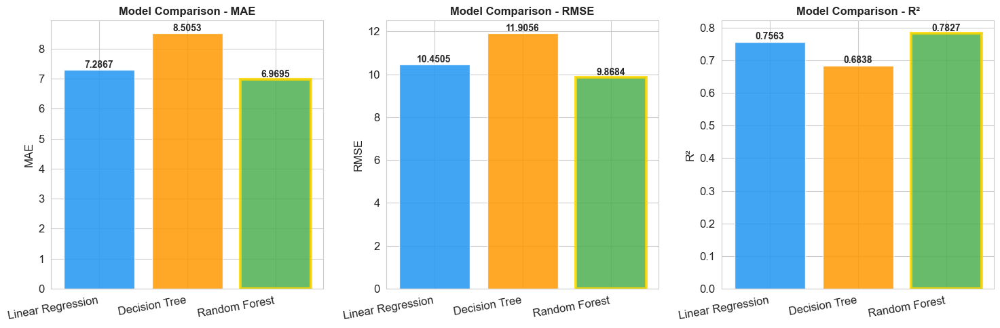 Model Comparison - MAE
8.5053
7.2867
6.9695
8
7
6
5
4
3
2
1
0
MAE
Linear Regression
Decision Tree
Random Forest
Model Comparison - RMSE
11.9056
10.4505
9.8684
12
10
8
6
4
2
0
RMSE
Linear Regression
Decision Tree
Random Forest
Model Comparison - R²
0.7563
0.6838
0.7827
0.8
0.7
0.6
0.5
0.4
0.3
0.2
0.1
0.0
R²
Linear Regression
Decision Tree
Random Forest